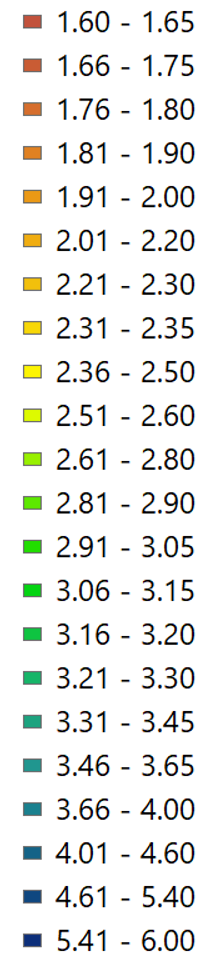 1.60 - 1.65
1.66 - 1.75
1.76 - 1.80
1.81 - 1.90
1.91 - 2.00
2.01 - 2.20
2.21 - 2.30
2.31 - 2.35
2.36 - 2.50
2.51 - 2.60
2.61 - 2.80
2.81 - 2.90
2.91 - 3.05
3.06 - 3.15
3.16 - 3.20
3.21 - 3.30
3.31 - 3.45
3.46 - 3.65
3.66 - 4.00
4.01 - 4.60
4.61 - 5.40
5.41 - 6.00